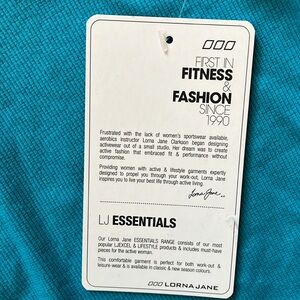 FIRST IN
FITNESS
&
FASHION
SINCE
1990
Frustrated with the lack of women's sportswear available,
aerobics instructor Lorna Jane Clarkson began designing
activewear out of a small studio. Her dream was to create
active fashion that embraced fit & performance without
compromise.
Providing women with active & lifestyle garments expertly
designed to propel you through your work-out, Lorna Jane
inspires you to live your best life through active living.
Lorna Jane
LJ ESSENTIALS
Our Lorna Jane ESSENTIALS RANGE consists of our most
popular LJEXCEL & LIFESTYLE products & includes must-have
pieces for the active woman.
This comfortable garment is perfect for both work-out &
leisure-wear & is available in classic & new season colours.
LORNA JANE